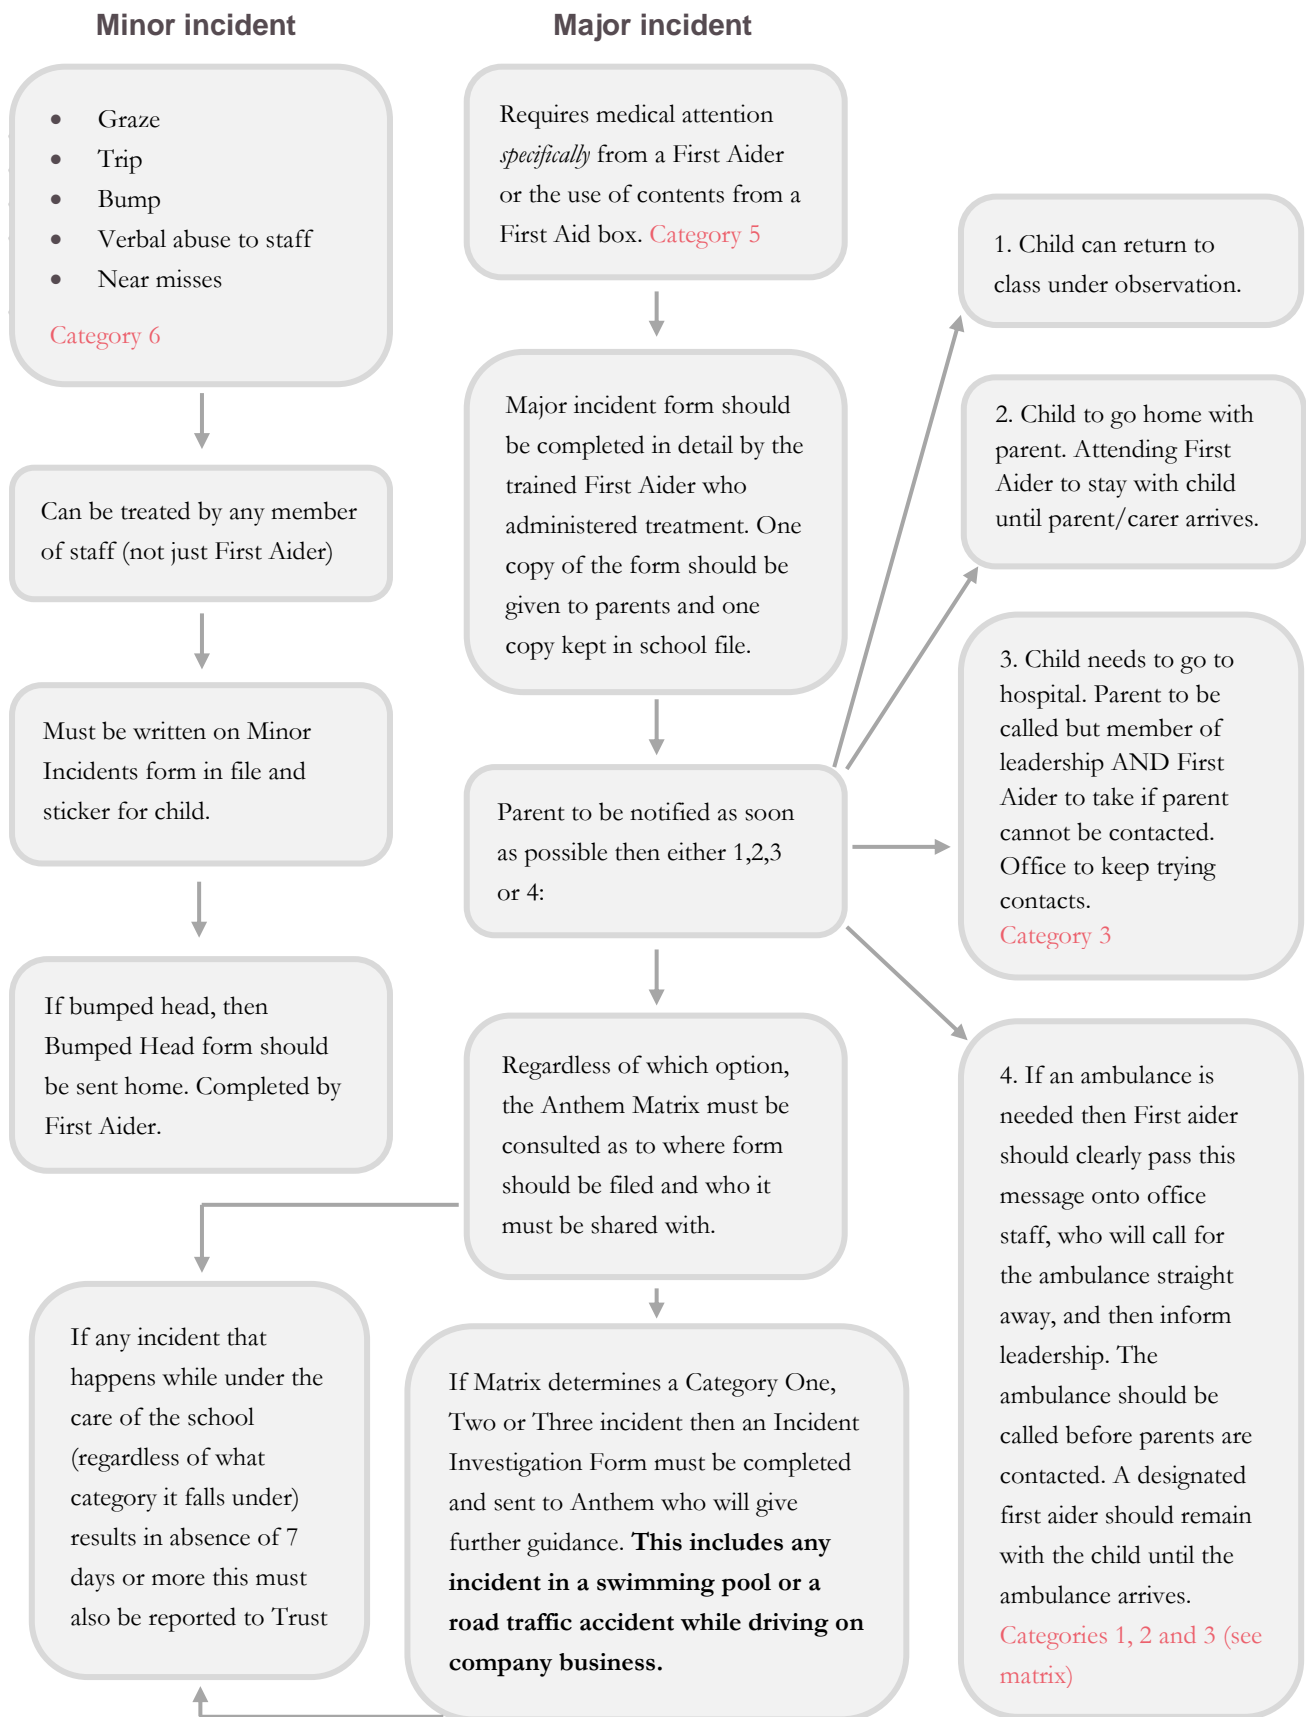 Minor incident
Graze
Trip
Bump
Verbal abuse to staff
Near misses
Category 6
Can be treated by any member
of staff (not just First Aider)
Must be written on Minor
Incidents form in file and
sticker for child.
If bumped head, then
Bumped Head form should
be sent home. Completed by
First Aider.
Major incident
Requires medical attention
specifically from a First Aider
or the use of contents from a
First Aid box. Category 5
Major incident form should
be completed in detail by the
trained First Aider who
administered treatment. One
copy of the form should be
given to parents and one
copy kept in school file.
Parent to be notified as soon
as possible then either 1,2,3
or 4:
1. Child can return to
class under observation.
2. Child to go home with
parent. Attending First
Aider to stay with child
until parent/carer arrives.
3. Child needs to go to
hospital. Parent to be
called but member of
leadership AND First
Aider to take if parent
cannot be contacted.
Office to keep trying
contacts.
Category 3
4. If an ambulance is
needed then First aider
should clearly pass this
message onto office
staff, who will call for
the ambulance straight
away, and then inform
leadership. The
ambulance should be
called before parents are
contacted. A designated
first aider should remain
with the child until the
ambulance arrives.
Categories 1, 2 and 3 (see
matrix)
Regardless of which option,
the Anthem Matrix must be
consulted as to where form
should be filed and who it
must be shared with.
If any incident that
happens while under the
care of the school
(regardless of what
category it falls under)
results in absence of 7
days or more this must
also be reported to Trust
If Matrix determines a Category One,
Two or Three incident then an Incident
Investigation Form must be completed
and sent to Anthem who will give
further guidance. This includes any
incident in a swimming pool or a
road traffic accident while driving on
company business.